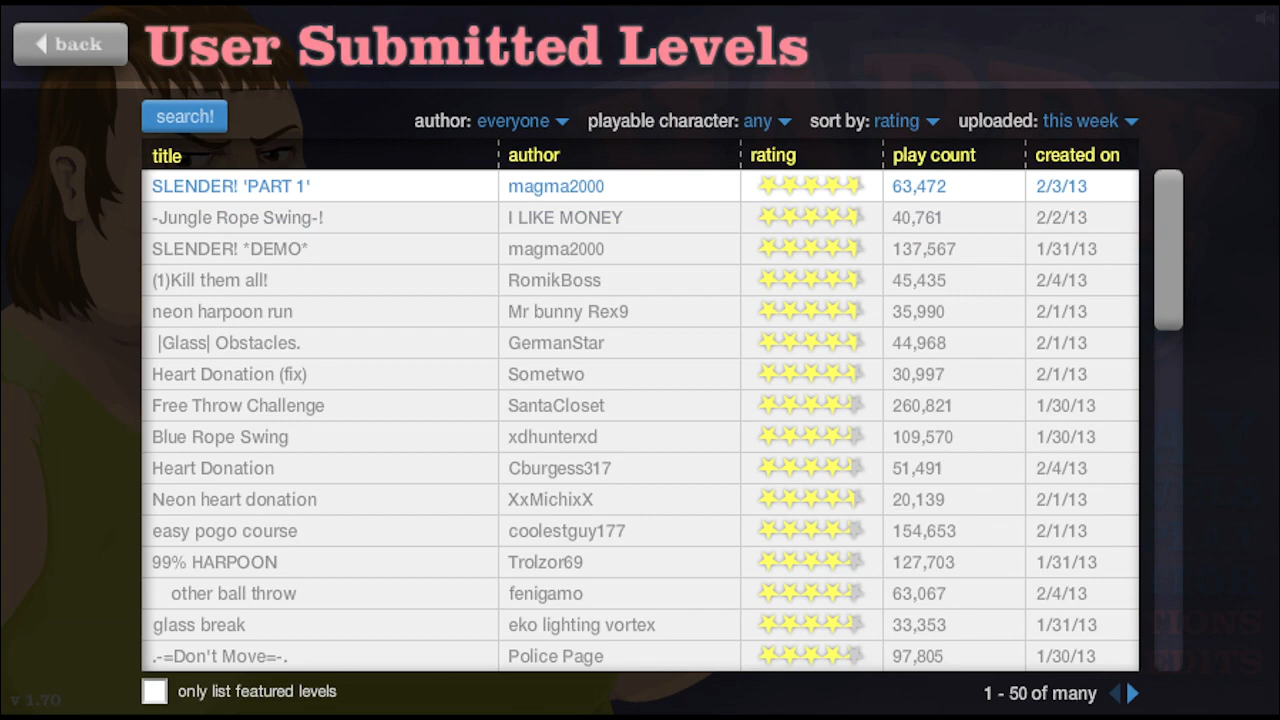 back
User Submitted Levels
search!
author: everyone playable character: any sort by: rating uploaded: this week
title author rating play count created on
SLENDER! 'PART 1' magma2000 63,472 2/3/13
-Jungle Rope Swing-! I LIKE MONEY 40,761 2/2/13
SLENDER! *DEMO* magma2000 137,567 1/31/13
(1)Kill them all! RomikBoss 45,435 2/4/13
neon harpoon run Mr bunny Rex9 35,990 2/1/13
|Glass| Obstacles. GermanStar 44,968 2/1/13
Heart Donation (fix) Sometwo 30,997 2/1/13
Free Throw Challenge SantaCloset 260,821 1/30/13
Blue Rope Swing xdhunterxd 109,570 1/30/13
Heart Donation Cburgess317 51,491 2/4/13
Neon heart donation XxMichixX 20,139 2/1/13
easy pogo course coolestguy177 154,653 2/1/13
99% HARPOON Trolzor69 127,703 1/31/13
other ball throw fenigamo 63,067 2/4/13
glass break eko lighting vortex 33,353 1/31/13
.-=Don't Move=-. Police Page 97,805 1/30/13
only list featured levels 1 - 50 of many
v 1.70